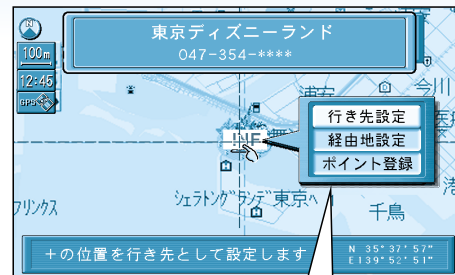 東京ディズニーランド
047-354-****
100m
12:45
GPS
浦安
今川
舞
行き先設定
経由地設定
ポイント登録
シェラトングランデ東京ベ
プリンクス
千鳥
+の位置を行き先として設定します
N 35°37'57"
E139°52'51"